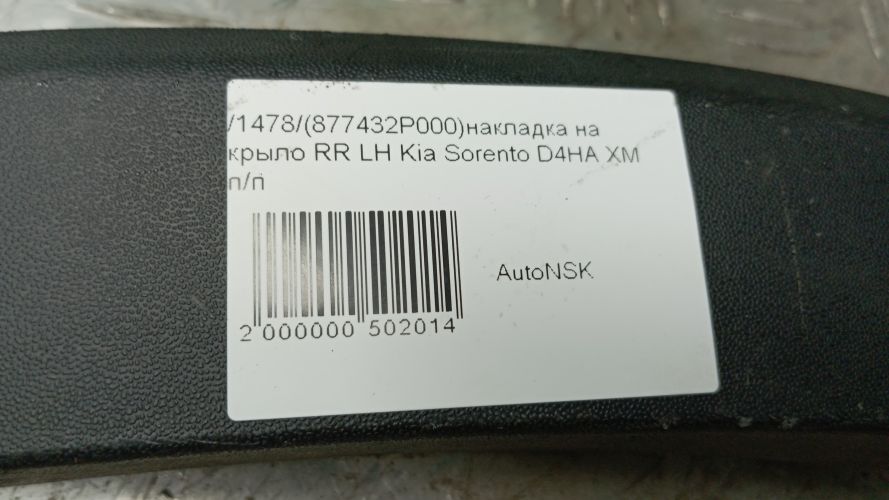 /1478/(877432P000)накладка на
крыло RR LH Kia Sorento D4HA XM
п/п
AutoNSK
2 000000 502014